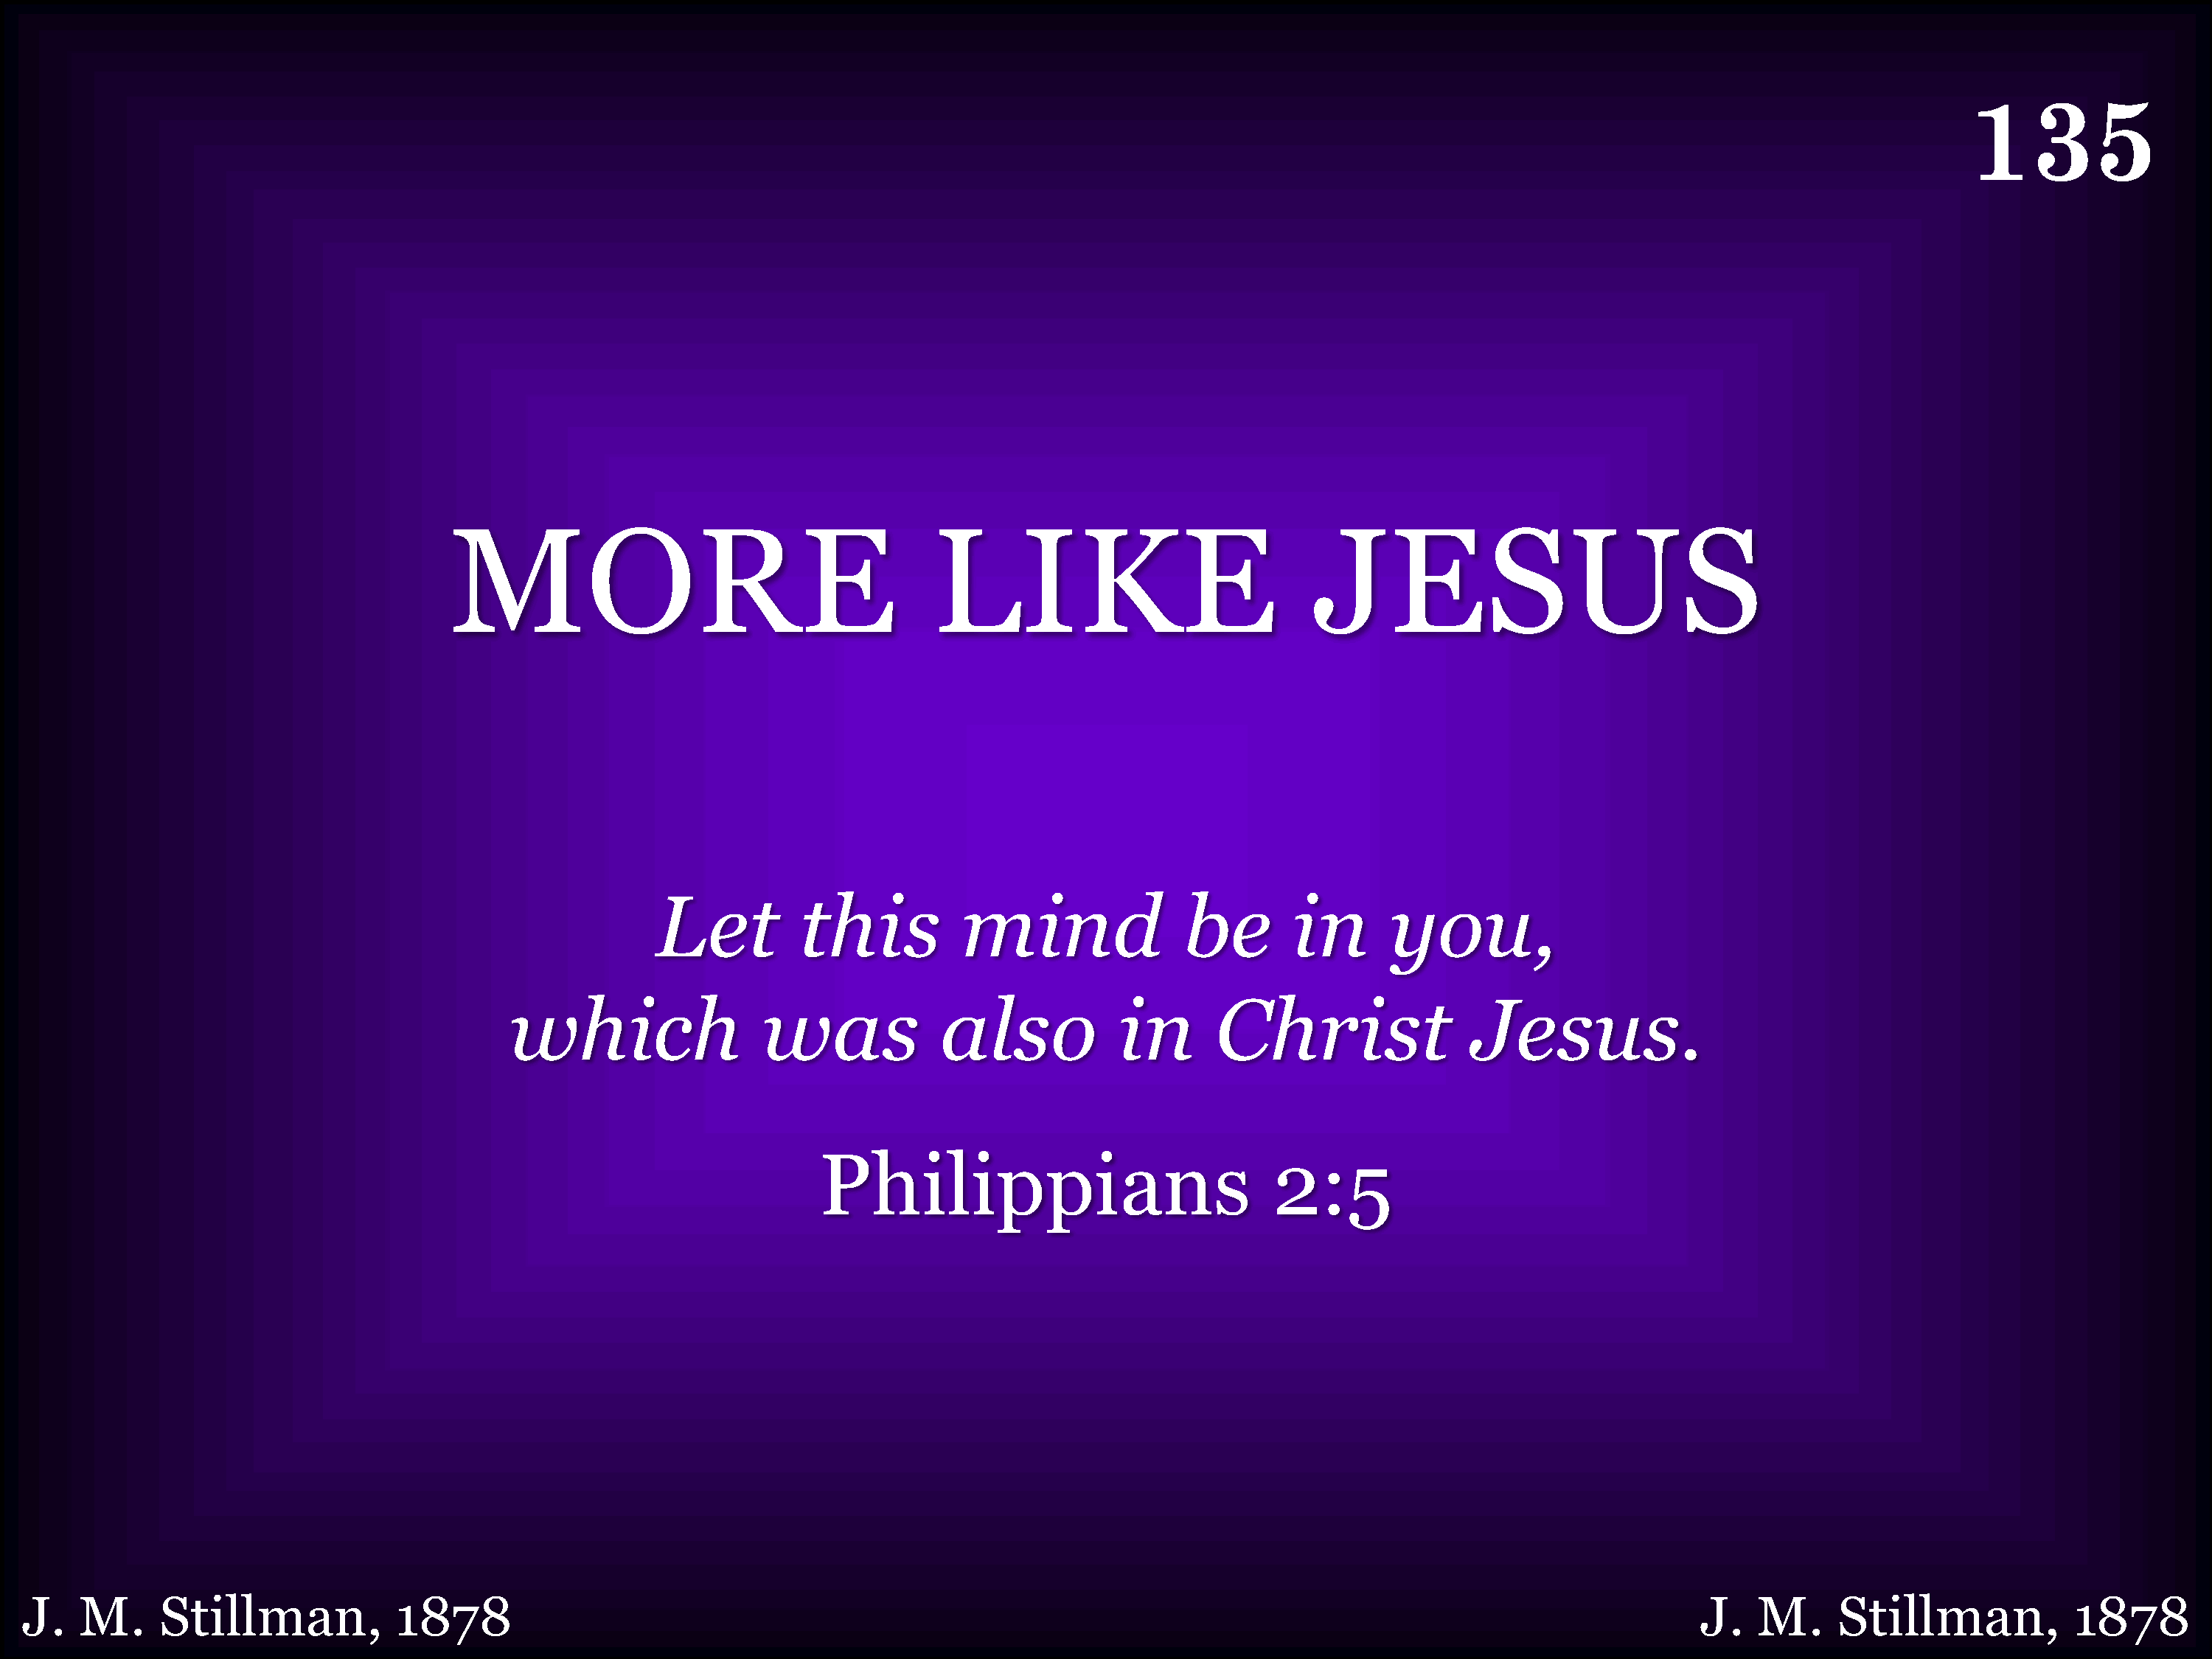 135
MORE LIKE JESUS
Let this mind be in you,
which was also in Christ Jesus.
Philippians 2:5
J. M. Stillman, 1878
J. M. Stillman, 1878